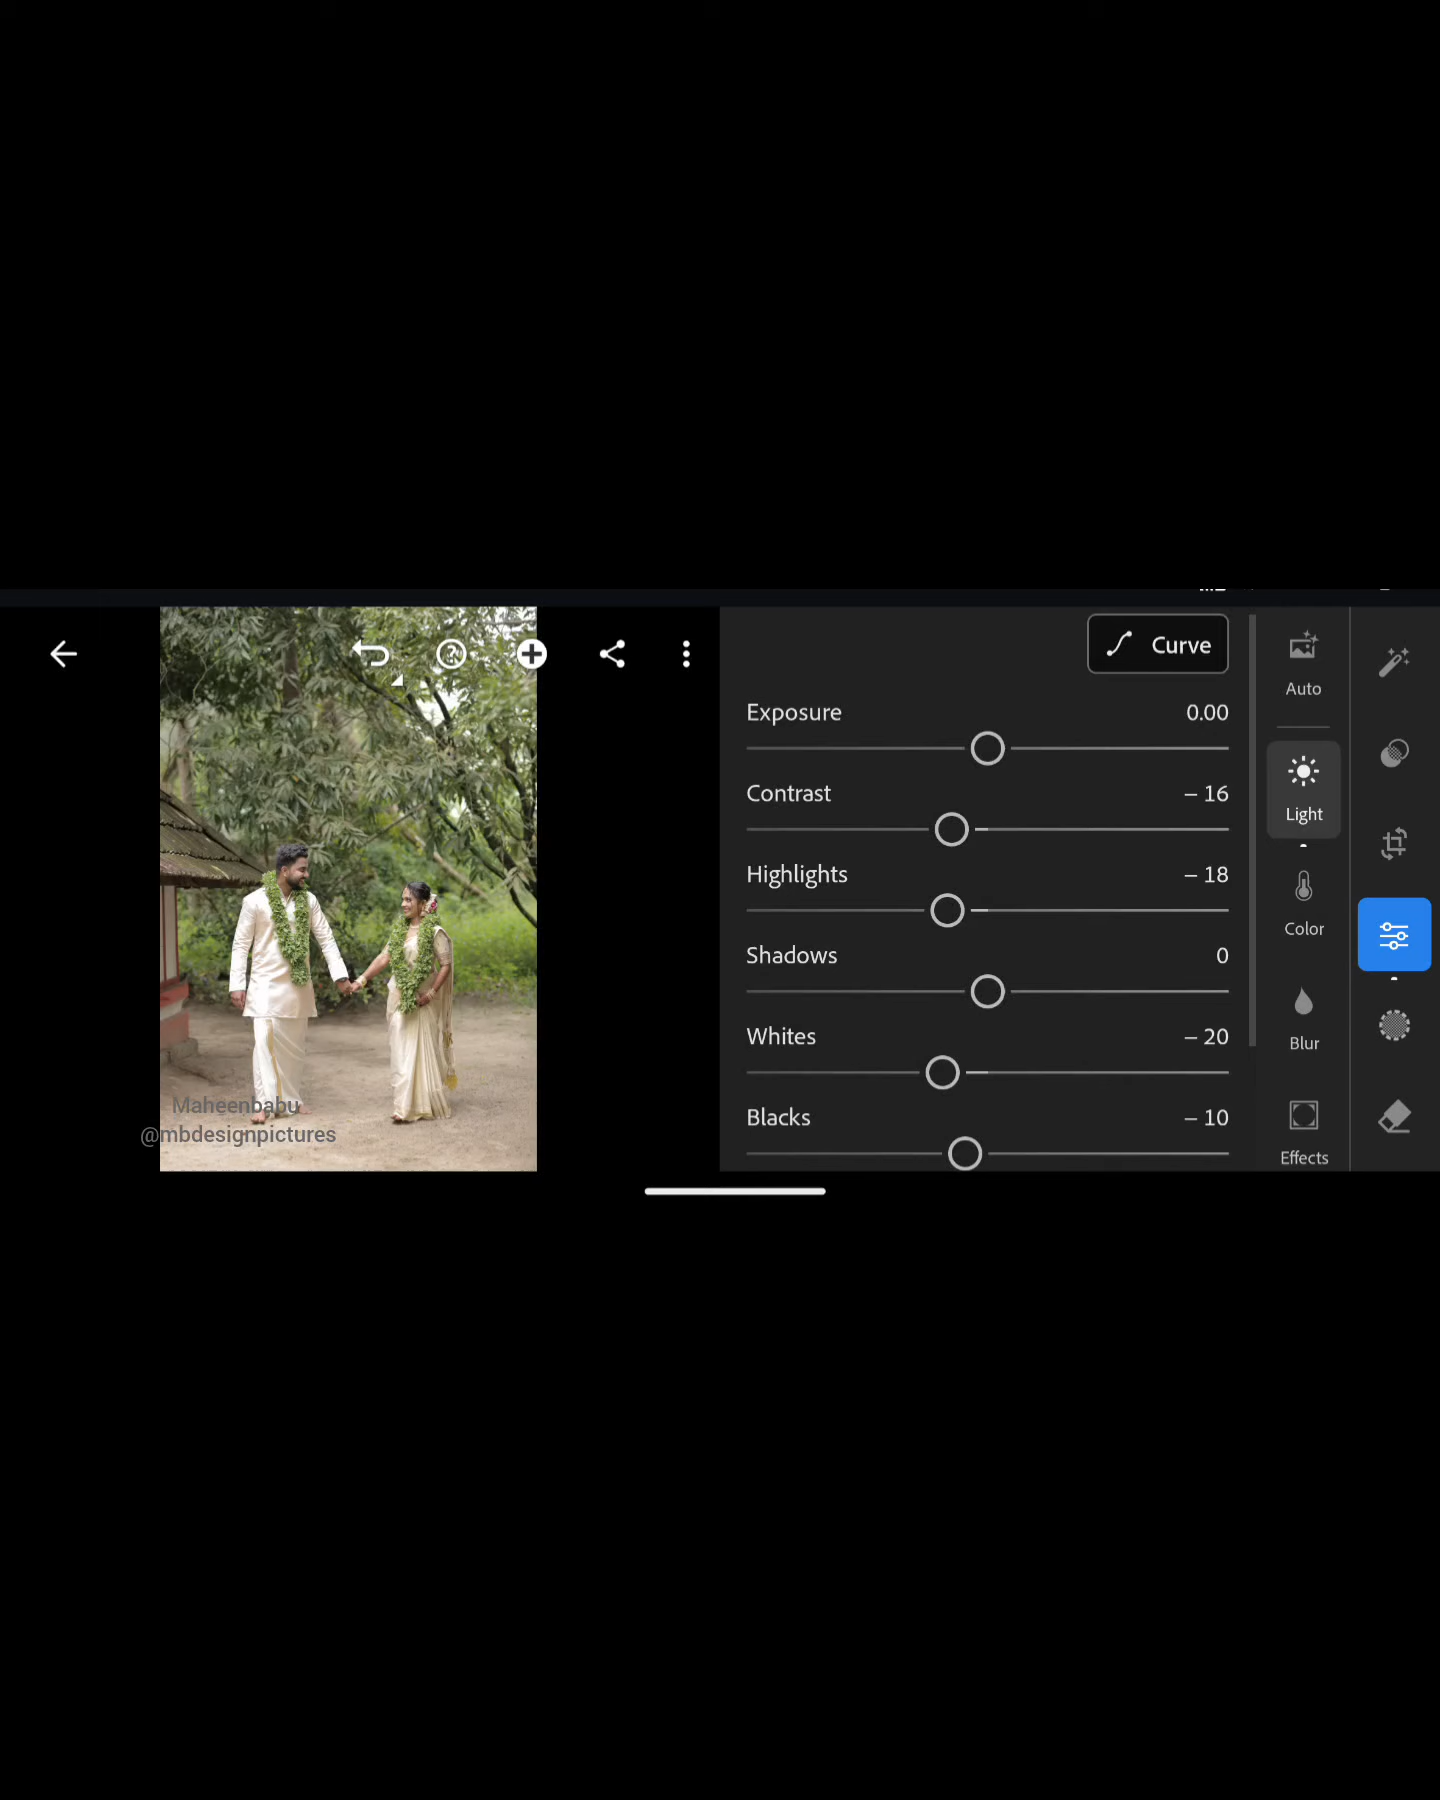 Curve
Auto
Exposure 0.00
Contrast – 16
Light
Highlights – 18
Color
Shadows 0
Whites – 20
Blur
Blacks – 10
Effects
Maheenbabu
@mbdesignpictures